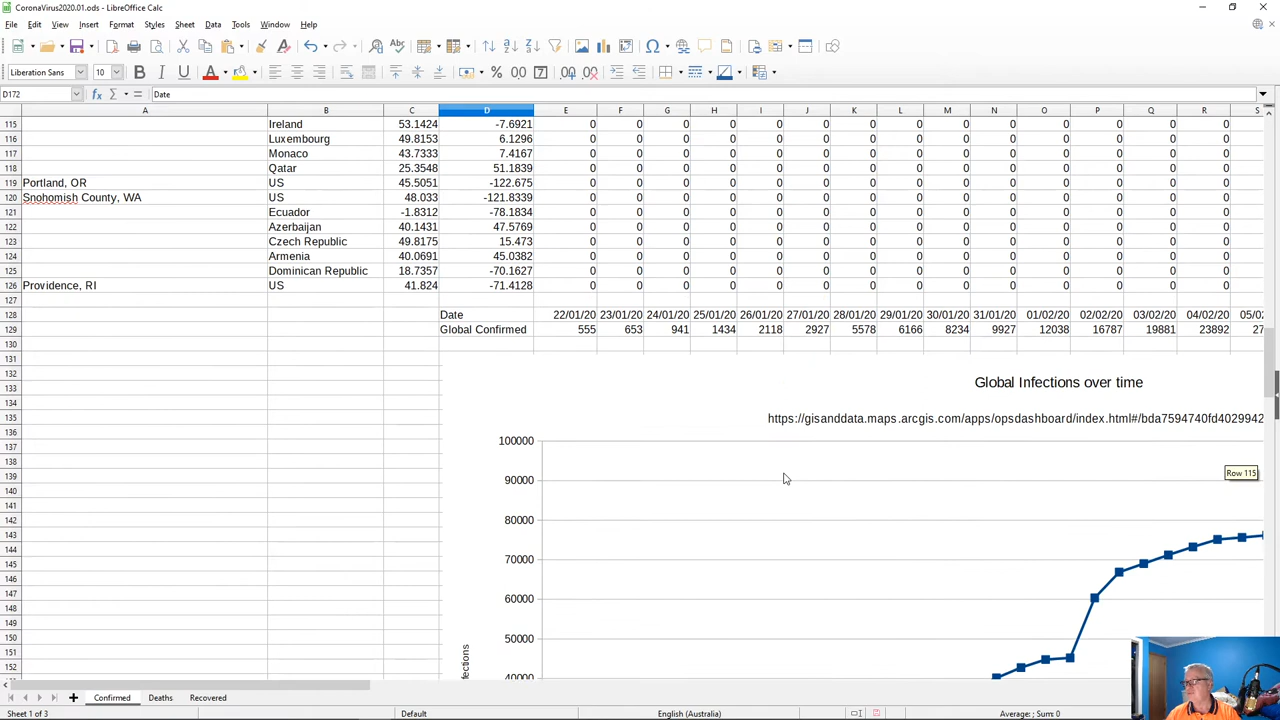 CoronaVirus2020.01.ods - LibreOffice Calc
File Edit View Insert Format Styles Sheet Data Tools Window Help
Liberation Sans 10
D172 Date
A B C D E F G H I J K L M N O P Q R S
115 Ireland 53.1424 -7.6921 0 0 0 0 0 0 0 0 0 0 0 0 0 0
116 Luxembourg 49.8153 6.1296 0 0 0 0 0 0 0 0 0 0 0 0 0 0
117 Monaco 43.7333 7.4167 0 0 0 0 0 0 0 0 0 0 0 0 0 0
118 Qatar 25.3548 51.1839 0 0 0 0 0 0 0 0 0 0 0 0 0 0
119 Portland, OR US 45.5051 -122.675 0 0 0 0 0 0 0 0 0 0 0 0 0 0
120 Snohomish County, WA US 48.033 -121.8339 0 0 0 0 0 0 0 0 0 0 0 0 0 0
121 Ecuador -1.8312 -78.1834 0 0 0 0 0 0 0 0 0 0 0 0 0 0
122 Azerbaijan 40.1431 47.5769 0 0 0 0 0 0 0 0 0 0 0 0 0 0
123 Czech Republic 49.8175 15.473 0 0 0 0 0 0 0 0 0 0 0 0 0 0
124 Armenia 40.0691 45.0382 0 0 0 0 0 0 0 0 0 0 0 0 0 0
125 Dominican Republic 18.7357 -70.1627 0 0 0 0 0 0 0 0 0 0 0 0 0 0
126 Providence, RI US 41.824 -71.4128 0 0 0 0 0 0 0 0 0 0 0 0 0 0
127
128 Date 22/01/20 23/01/20 24/01/20 25/01/20 26/01/20 27/01/20 28/01/20 29/01/20 30/01/20 31/01/20 01/02/20 02/02/20 03/02/20 04/02/20 05/0
129 Global Confirmed 555 653 941 1434 2118 2927 5578 6166 8234 9927 12038 16787 19881 23892 27
130
131
132
133 Global Infections over time
134
135 https://gisanddata.maps.arcgis.com/apps/opsdashboard/index.html#/bda7594740fd4029942
136
137 100000
138
139 90000 Row 115
140
141
142 80000
143
144
145 70000
146
147
148 60000
149
150 50000
151
152
40000
fections
Confirmed Deaths Recovered
Sheet 1 of 3 Default English (Australia) Average: ; Sum: 0